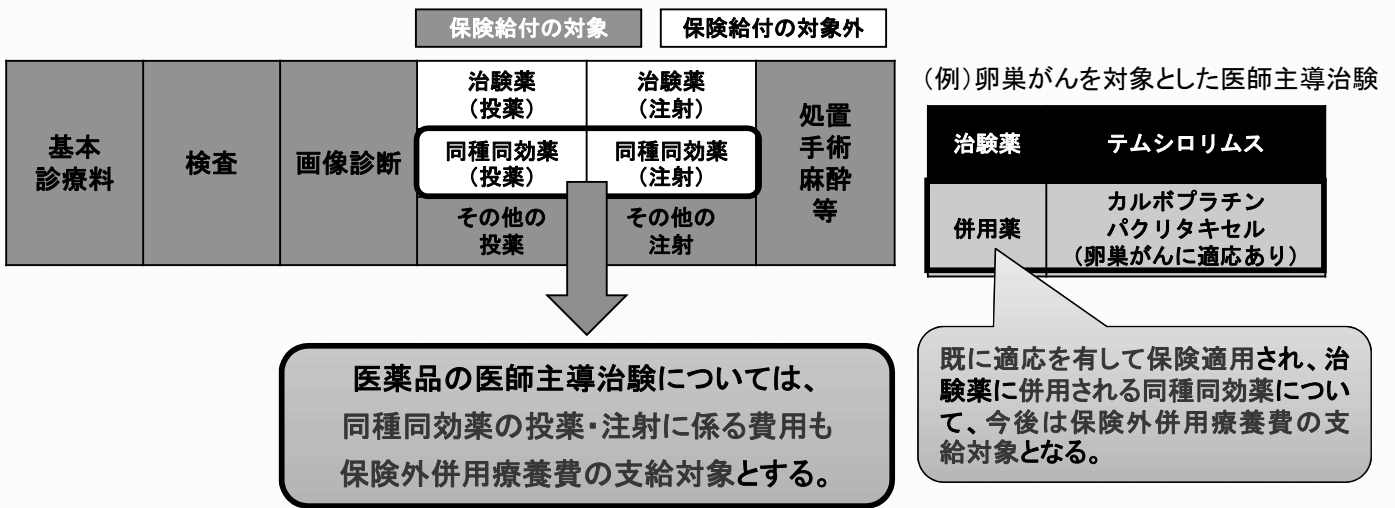 保険給付の対象
保険給付の対象外
基本
診療料
検査
画像診断
治験薬
(投薬)
治験薬
(注射)
同種同効薬
(投薬)
同種同効薬
(注射)
その他の
投薬
その他の
注射
処置
手術
麻酔
等
医薬品の医師主導治験については、
同種同効薬の投薬・注射に係る費用も
保険外併用療養費の支給対象とする。
(例)卵巣がんを対象とした医師主導治験
治験薬
テムシロリムス
併用薬
カルボプラチン
パクリタキセル
(卵巣がんに適応あり)
既に適応を有して保険適用され、治
験薬に併用される同種同効薬につい
て、今後は保険外併用療養費の支
給対象となる。